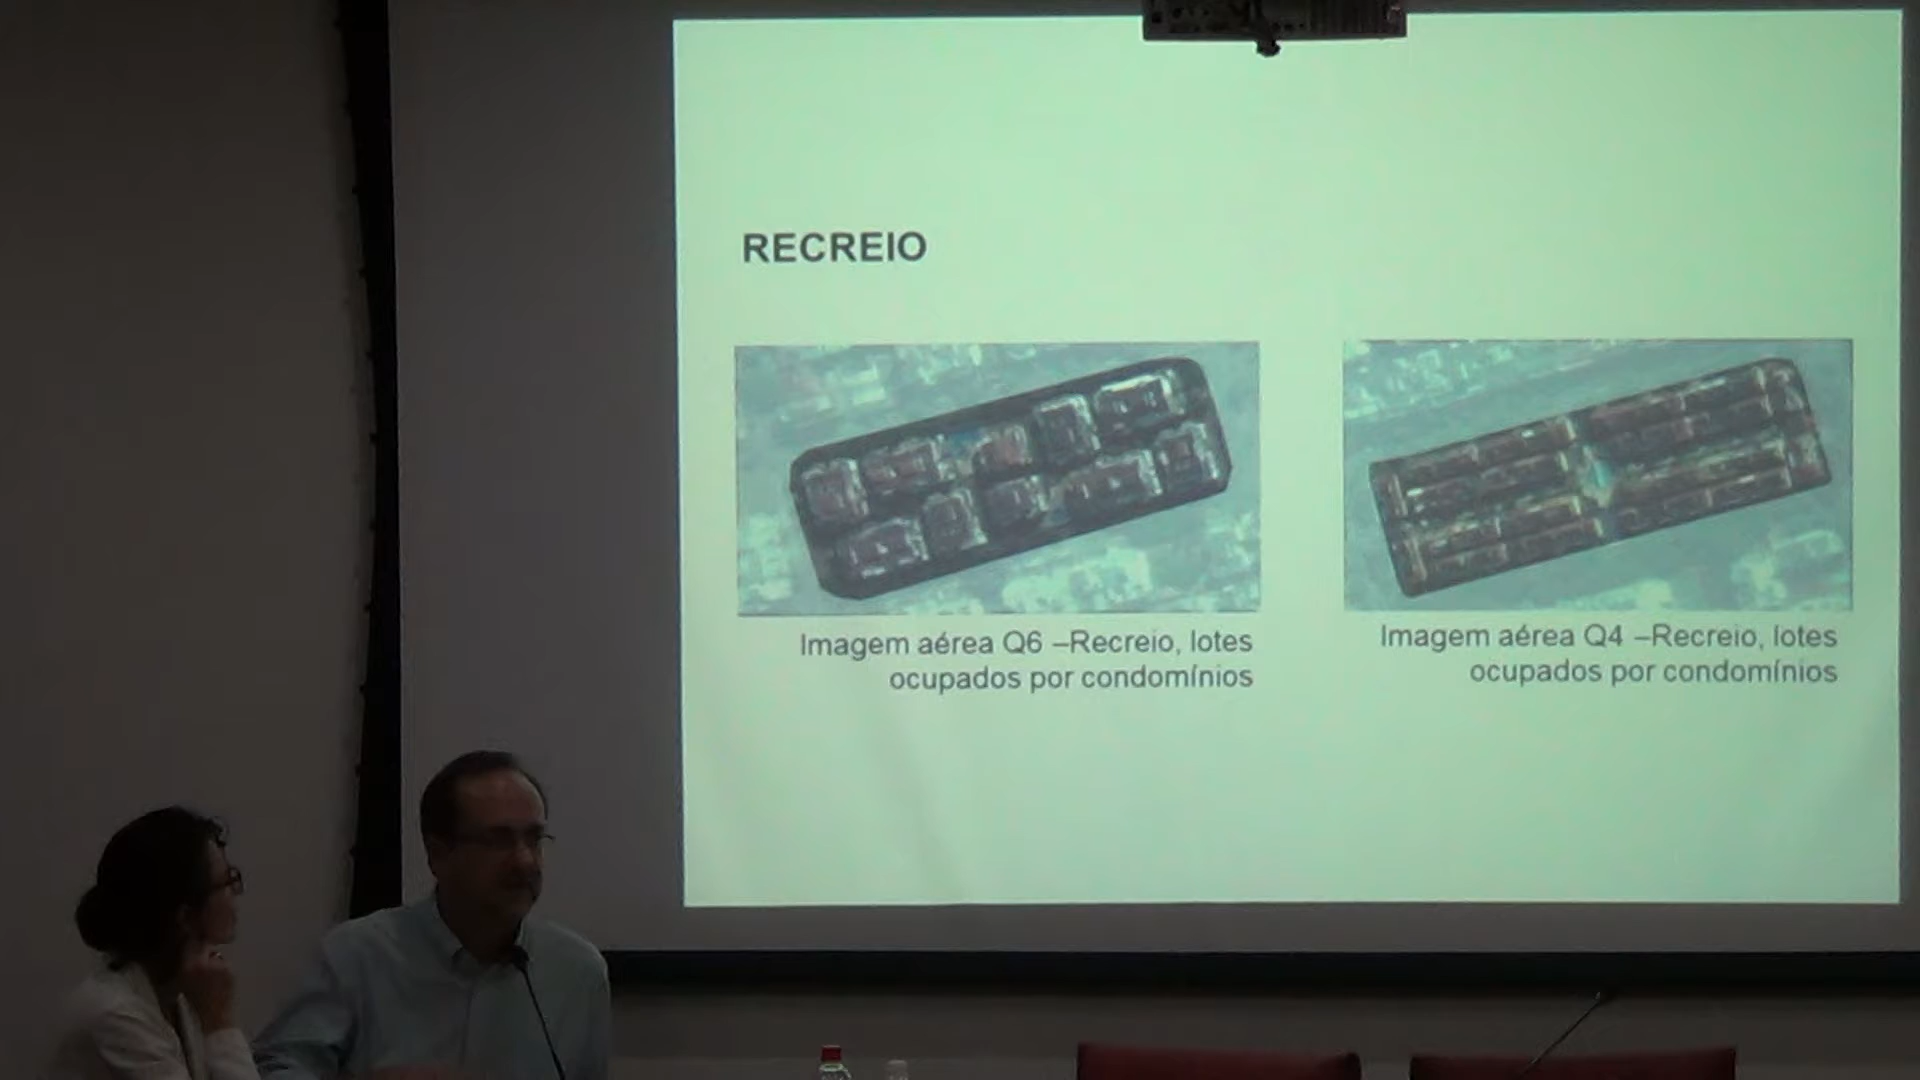 RECREIO
Imagem aérea Q6 –Recreio, lotes
ocupados por condomínios
Imagem aérea Q4 –Recreio, lotes
ocupados por condomínios